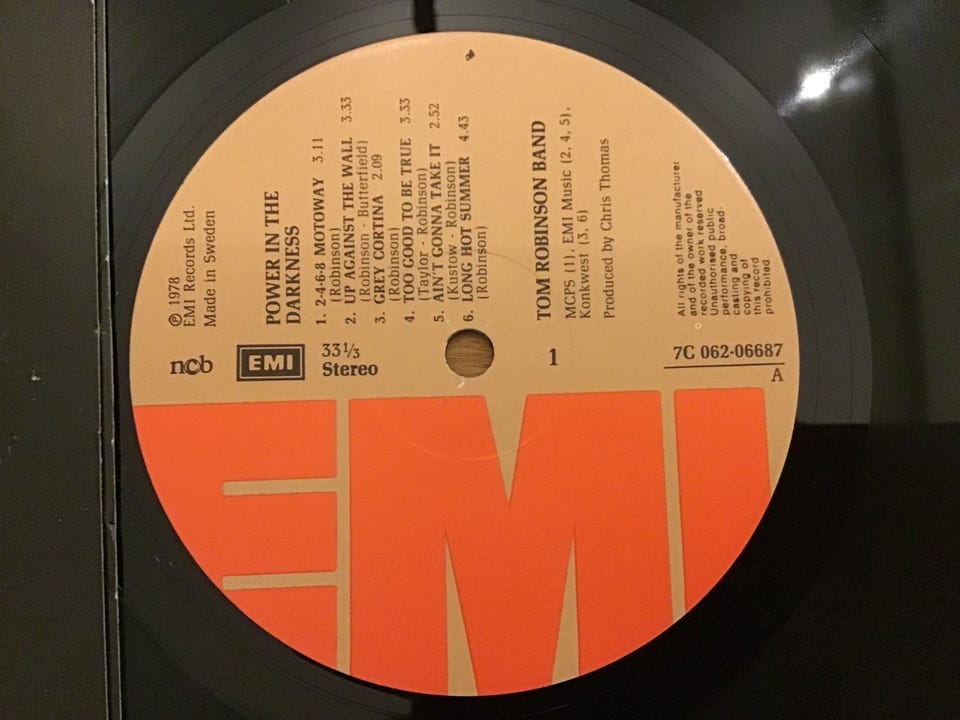 ℗ 1978
EMI Records Ltd.
Made in Sweden
ncb
EMI
POWER IN THE
DARKNESS
33⅓
Stereo
1. 2-4-6-8 MOTOWAY 3.11
(Robinson)
2. UP AGAINST THE WALL 3.33
(Robinson - Butterfield)
3. GREY CORTINA 2.09
(Robinson)
4. TOO GOOD TO BE TRUE 3.33
(Taylor - Robinson)
5. AIN'T GONNA TAKE IT 2.52
(Kustow - Robinson)
6. LONG HOT SUMMER 4.43
(Robinson)
TOM ROBINSON BAND
1
MCPS (1), EMI Music (2, 4, 5),
Konkwest (3, 6)
Produced by Chris Thomas
All rights of the manufacturer
and of the owner of the
recorded work reserved
Unauthorised public
performance, broad-
casting and
copying of
this record
prohibited.
7C 062-06687
A
EMI